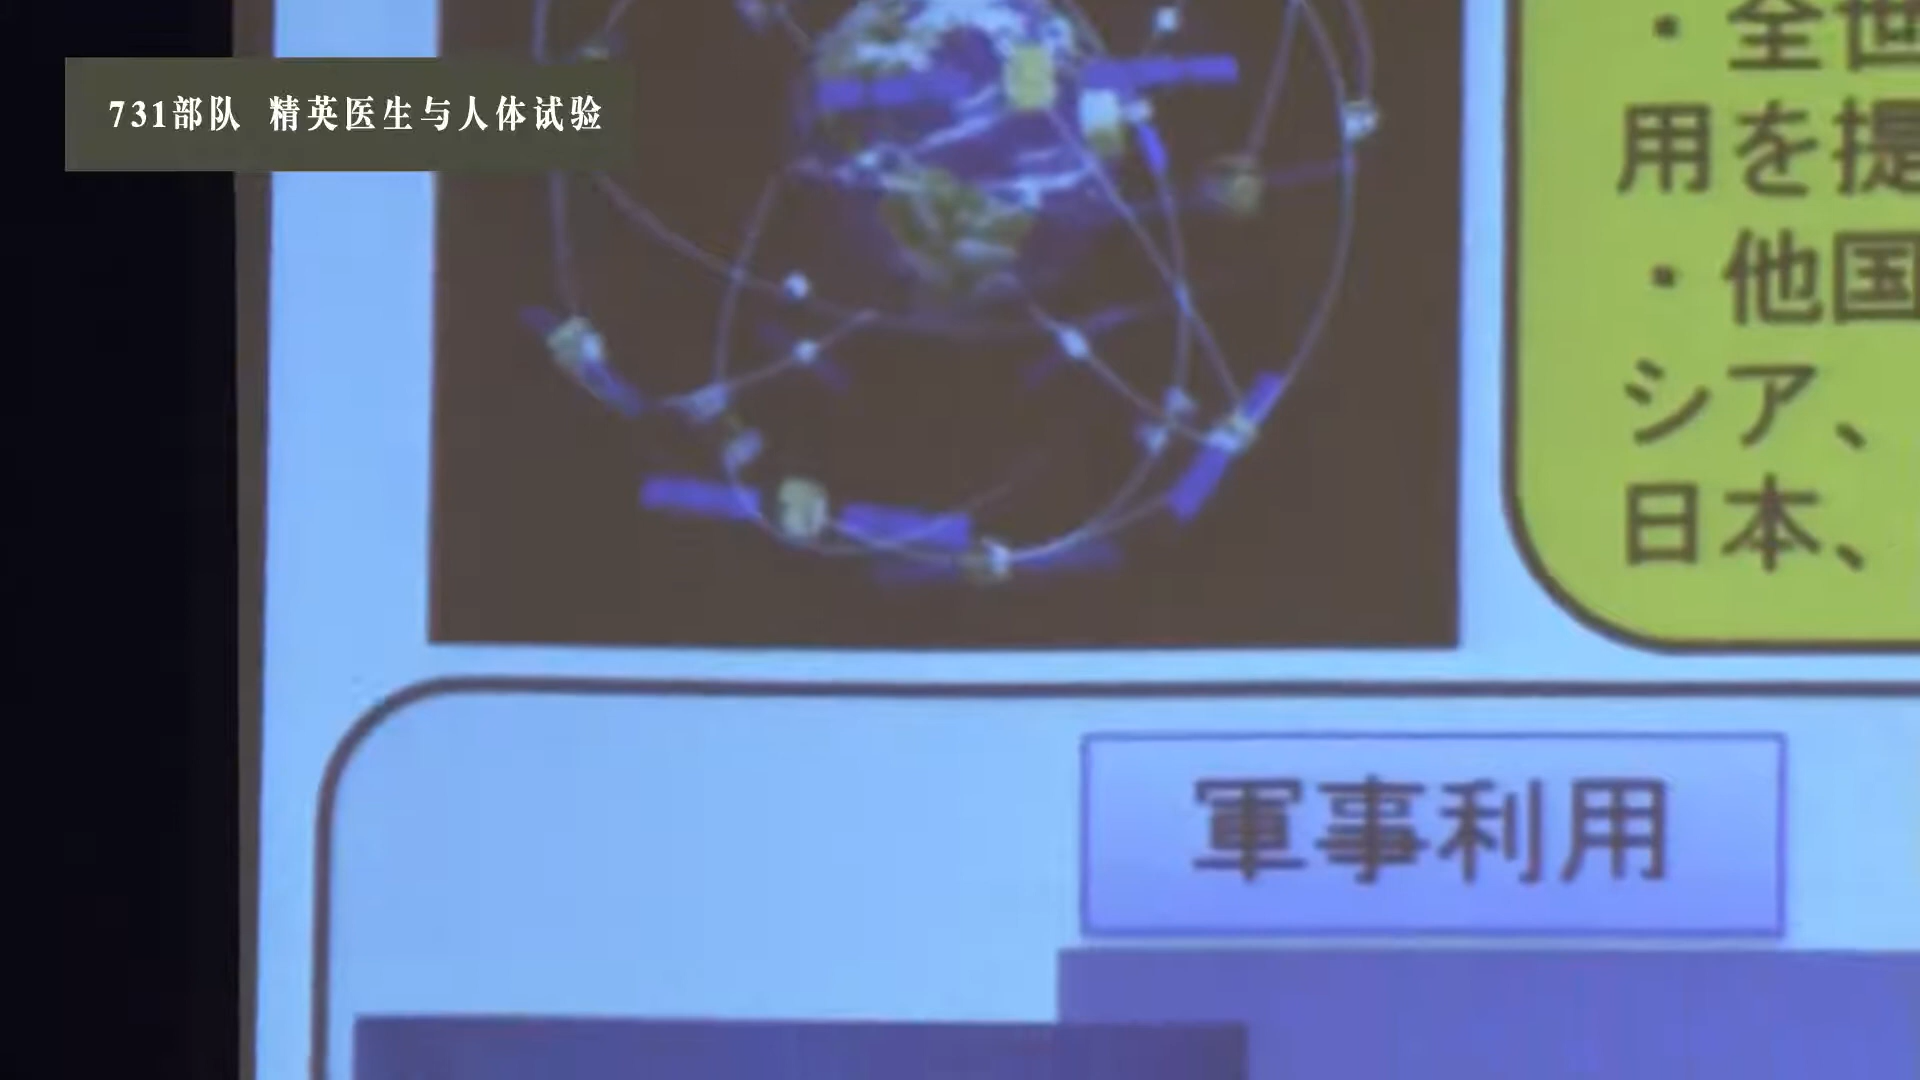 731部队 精英医生与人体试验
・全世
用を提
・他国
シア、
日本、
軍事利用